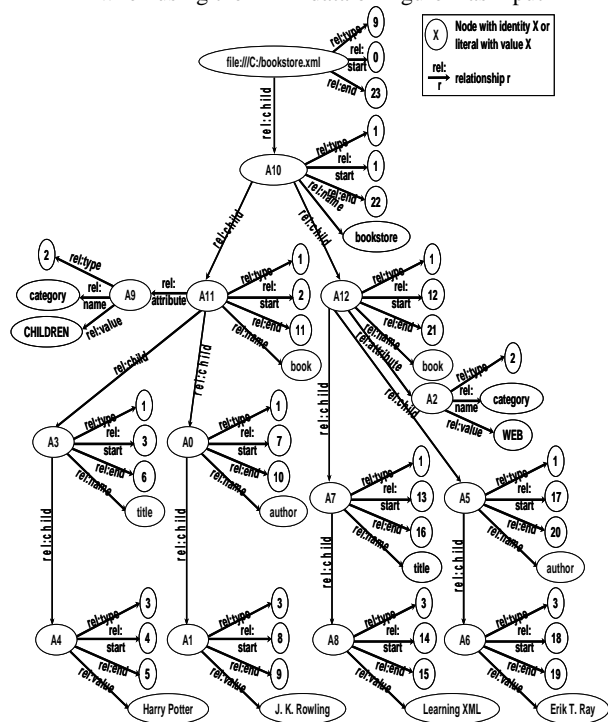 when using the XML data of Figure 1 as input
9
rel:type
file:///C:/bookstore.xml
rel:
start
0
rel:end
23
X
Node with identity X or
literal with value X
rel:
r
relationship r
rel:child
1
rel:type
A10
rel:
start
1
rel:end
22
rel:name
bookstore
rel:child
rel:child
2
rel:type
category
rel:
name
A9
rel:
attribute
A11
CHILDREN
rel:value
rel:type
1
rel:
start
2
rel:end
11
rel:name
book
A12
rel:type
1
rel:
start
12
rel:end
21
rel:name
book
rel:attribute
rel:child
A2
rel:type
2
rel:
name
category
rel:value
WEB
rel:child
rel:child
rel:child
A3
rel:type
1
rel:
start
3
rel:end
6
rel:name
title
A0
rel:type
1
rel:
start
7
rel:end
10
rel:name
author
A7
rel:type
1
rel:
start
13
rel:end
16
rel:name
title
A5
rel:type
1
rel:
start
17
rel:end
20
rel:name
author
rel:child
rel:child
rel:child
rel:child
A4
rel:type
3
rel:
start
4
rel:end
5
rel:value
Harry Potter
A1
rel:type
3
rel:
start
8
rel:end
9
rel:value
J. K. Rowling
A8
rel:type
3
rel:
start
14
rel:end
15
rel:value
Learning XML
A6
rel:type
3
rel:
start
18
rel:end
19
rel:value
Erik T. Ray